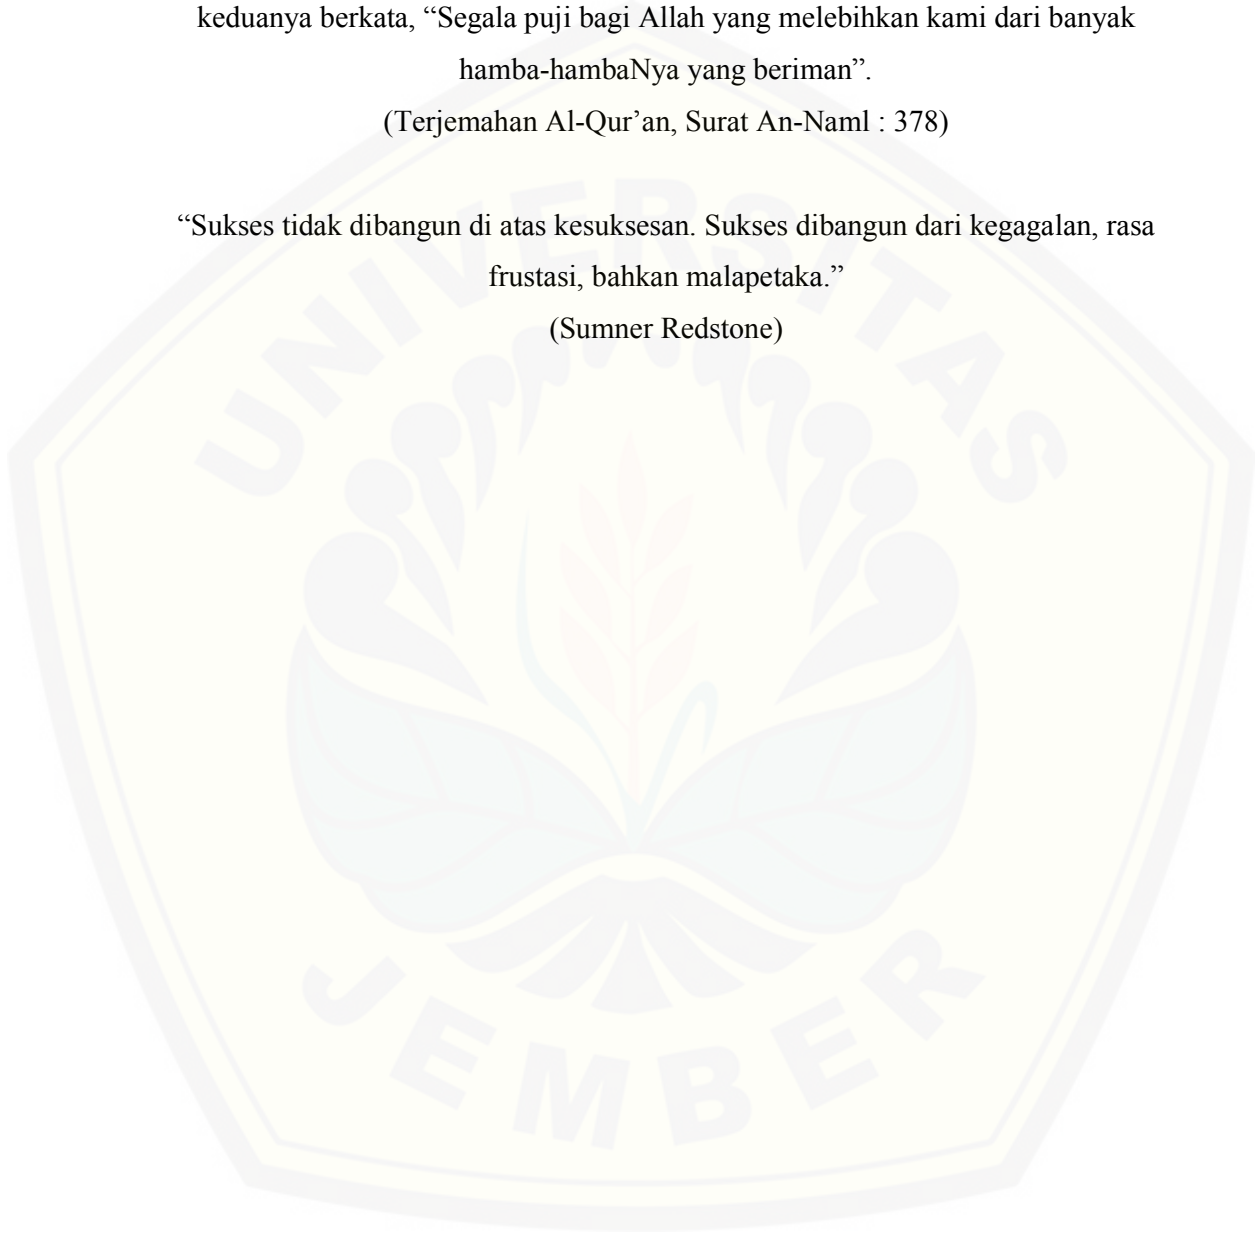 keduanya berkata, “Segala puji bagi Allah yang melebihkan kami dari banyak
hamba-hambaNya yang beriman”.
(Terjemahan Al-Qur’an, Surat An-Naml : 378)
“Sukses tidak dibangun di atas kesuksesan. Sukses dibangun dari kegagalan, rasa
frustasi, bahkan malapetaka.”
(Sumner Redstone)
UNIVERSITAS
JEMBER